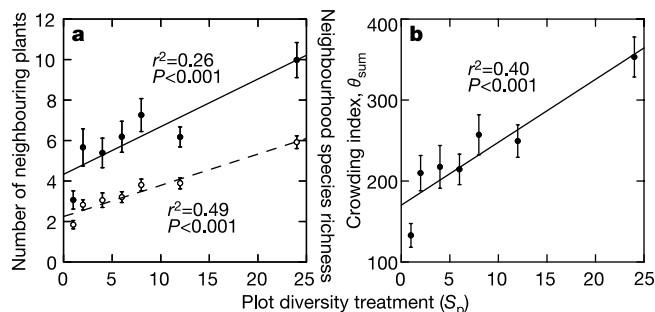 a
Number of neighbouring plants
12
10
8
6
4
2
0
r²=0.26
P<0.001
r²=0.49
P<0.001
0 5 10 15 20 25
Neighbourhood species richness
b
Crowding index, θsum
400
300
200
100
r²=0.40
P<0.001
0 5 10 15 20 25
Plot diversity treatment (Sp)